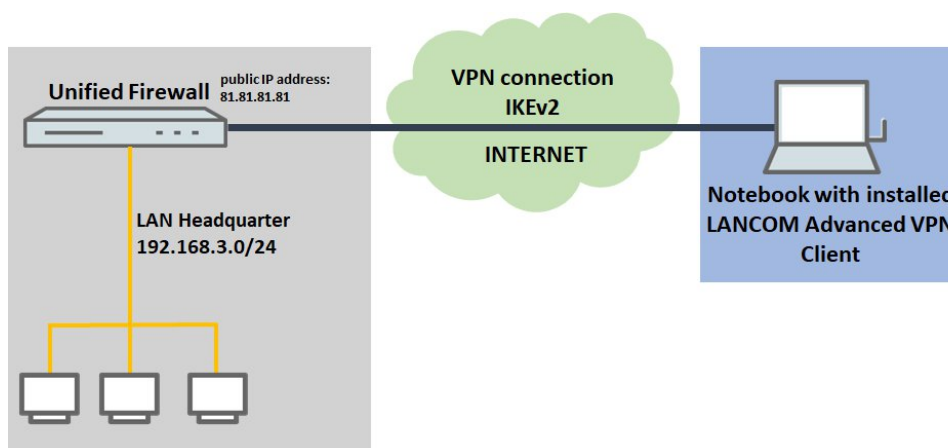 Unified Firewall
public IP address:
81.81.81.81
LAN Headquarter
192.168.3.0/24
VPN connection
IKEv2
INTERNET
Notebook with installed
LANCOM Advanced VPN
Client